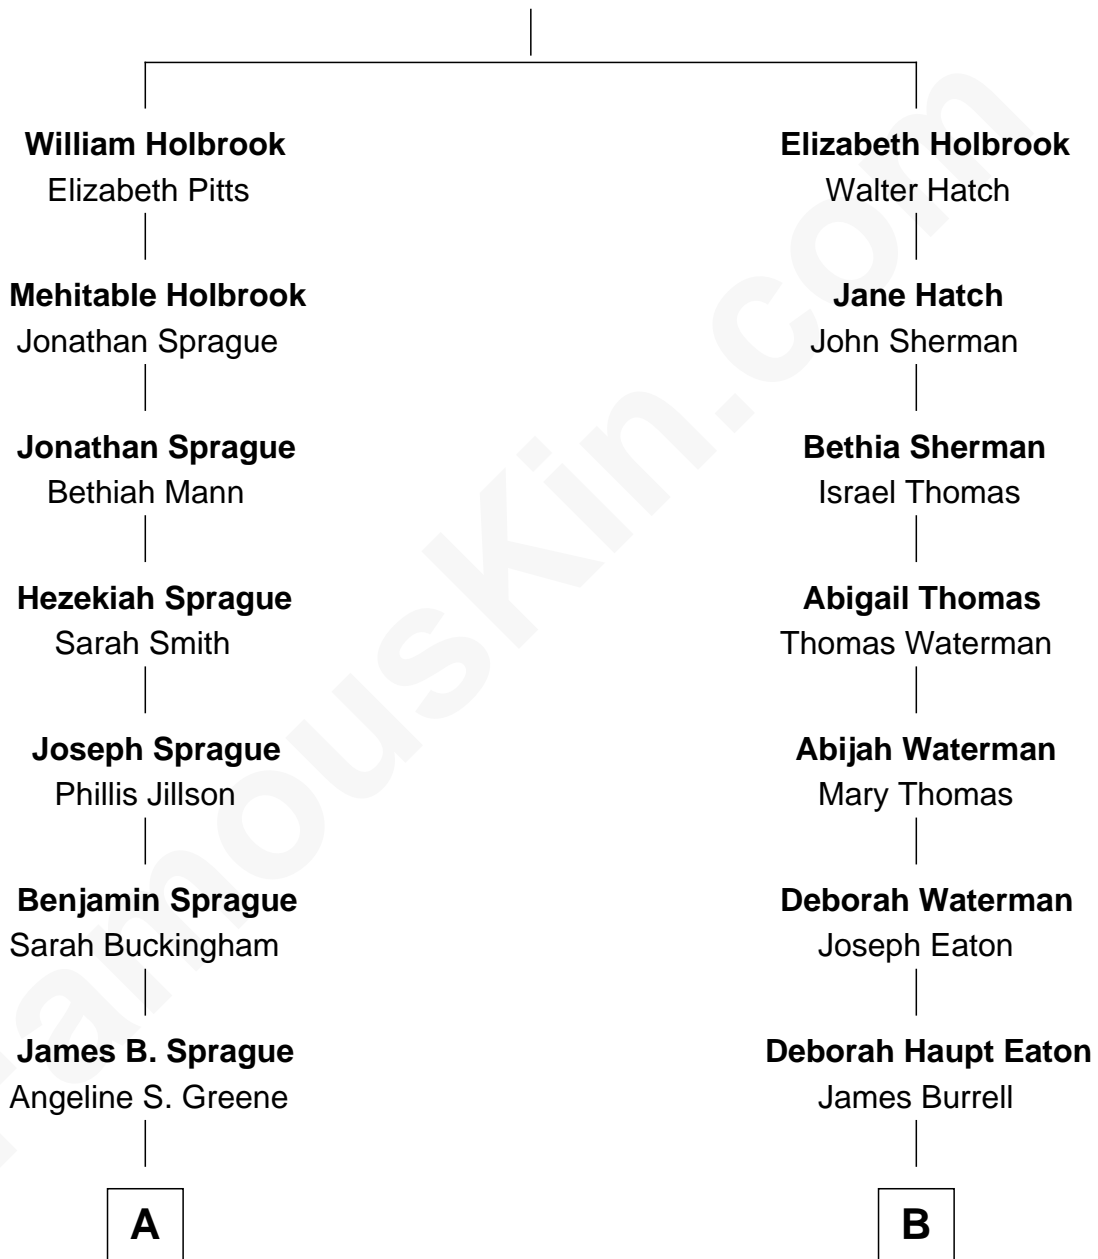 William Holbrook
Elizabeth Pitts
Mehitable Holbrook
Jonathan Sprague
Jonathan Sprague
Bethiah Mann
Hezekiah Sprague
Sarah Smith
Joseph Sprague
Phillis Jillson
Benjamin Sprague
Sarah Buckingham
James B. Sprague
Angeline S. Greene
A
Elizabeth Holbrook
Walter Hatch
Jane Hatch
John Sherman
Bethia Sherman
Israel Thomas
Abigail Thomas
Thomas Waterman
Abijah Waterman
Mary Thomas
Deborah Waterman
Joseph Eaton
Deborah Haupt Eaton
James Burrell
B
FamousKin.com